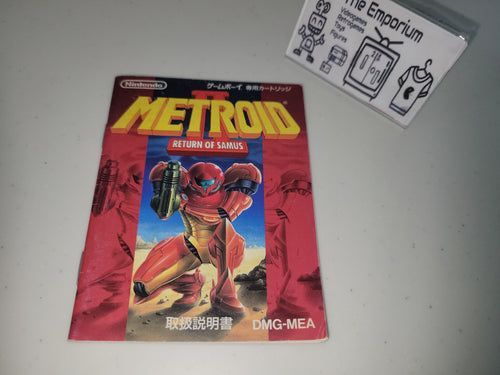 The Emporium
Videogames
Retrogames
Toys
Figures
Nintendo
ゲームボーイ 専用カートリッジ
II
METROID
RETURN OF SAMUS
取扱説明書 DMG-MEA